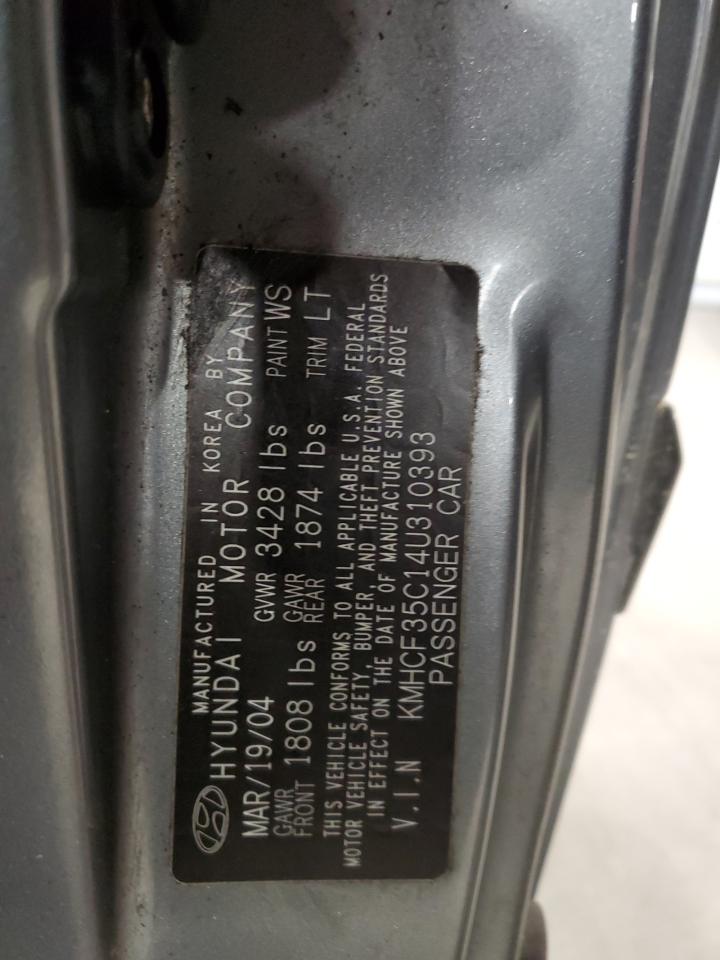 MANUFACTURED IN KOREA BY
HYUNDAI MOTOR COMPANY
MAR/19/04 GVWR 3428 lbs PAINT WS
GAWR FRONT 1808 lbs GAWR REAR 1874 lbs TRIM LT
THIS VEHICLE CONFORMS TO ALL APPLICABLE U.S.A. FEDERAL
MOTOR VEHICLE SAFETY, BUMPER, AND THEFT PREVENTION STANDARDS
IN EFFECT ON THE DATE OF MANUFACTURE SHOWN ABOVE
V.I.N KMHCF35C14U310393
PASSENGER CAR